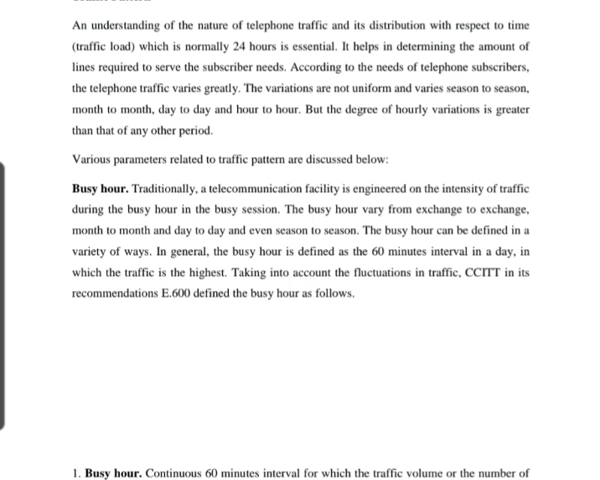 An understanding of the nature of telephone traffic and its distribution with respect to time
(traffic load) which is normally 24 hours is essential. It helps in determining the amount of
lines required to serve the subscriber needs. According to the needs of telephone subscribers,
the telephone traffic varies greatly. The variations are not uniform and varies season to season,
month to month, day to day and hour to hour. But the degree of hourly variations is greater
than that of any other period.
Various parameters related to traffic pattern are discussed below:
Busy hour. Traditionally, a telecommunication facility is engineered on the intensity of traffic
during the busy hour in the busy session. The busy hour vary from exchange to exchange,
month to month and day to day and even season to season. The busy hour can be defined in a
variety of ways. In general, the busy hour is defined as the 60 minutes interval in a day, in
which the traffic is the highest. Taking into account the fluctuations in traffic, CCITT in its
recommendations E.600 defined the busy hour as follows.
1. Busy hour. Continuous 60 minutes interval for which the traffic volume or the number of